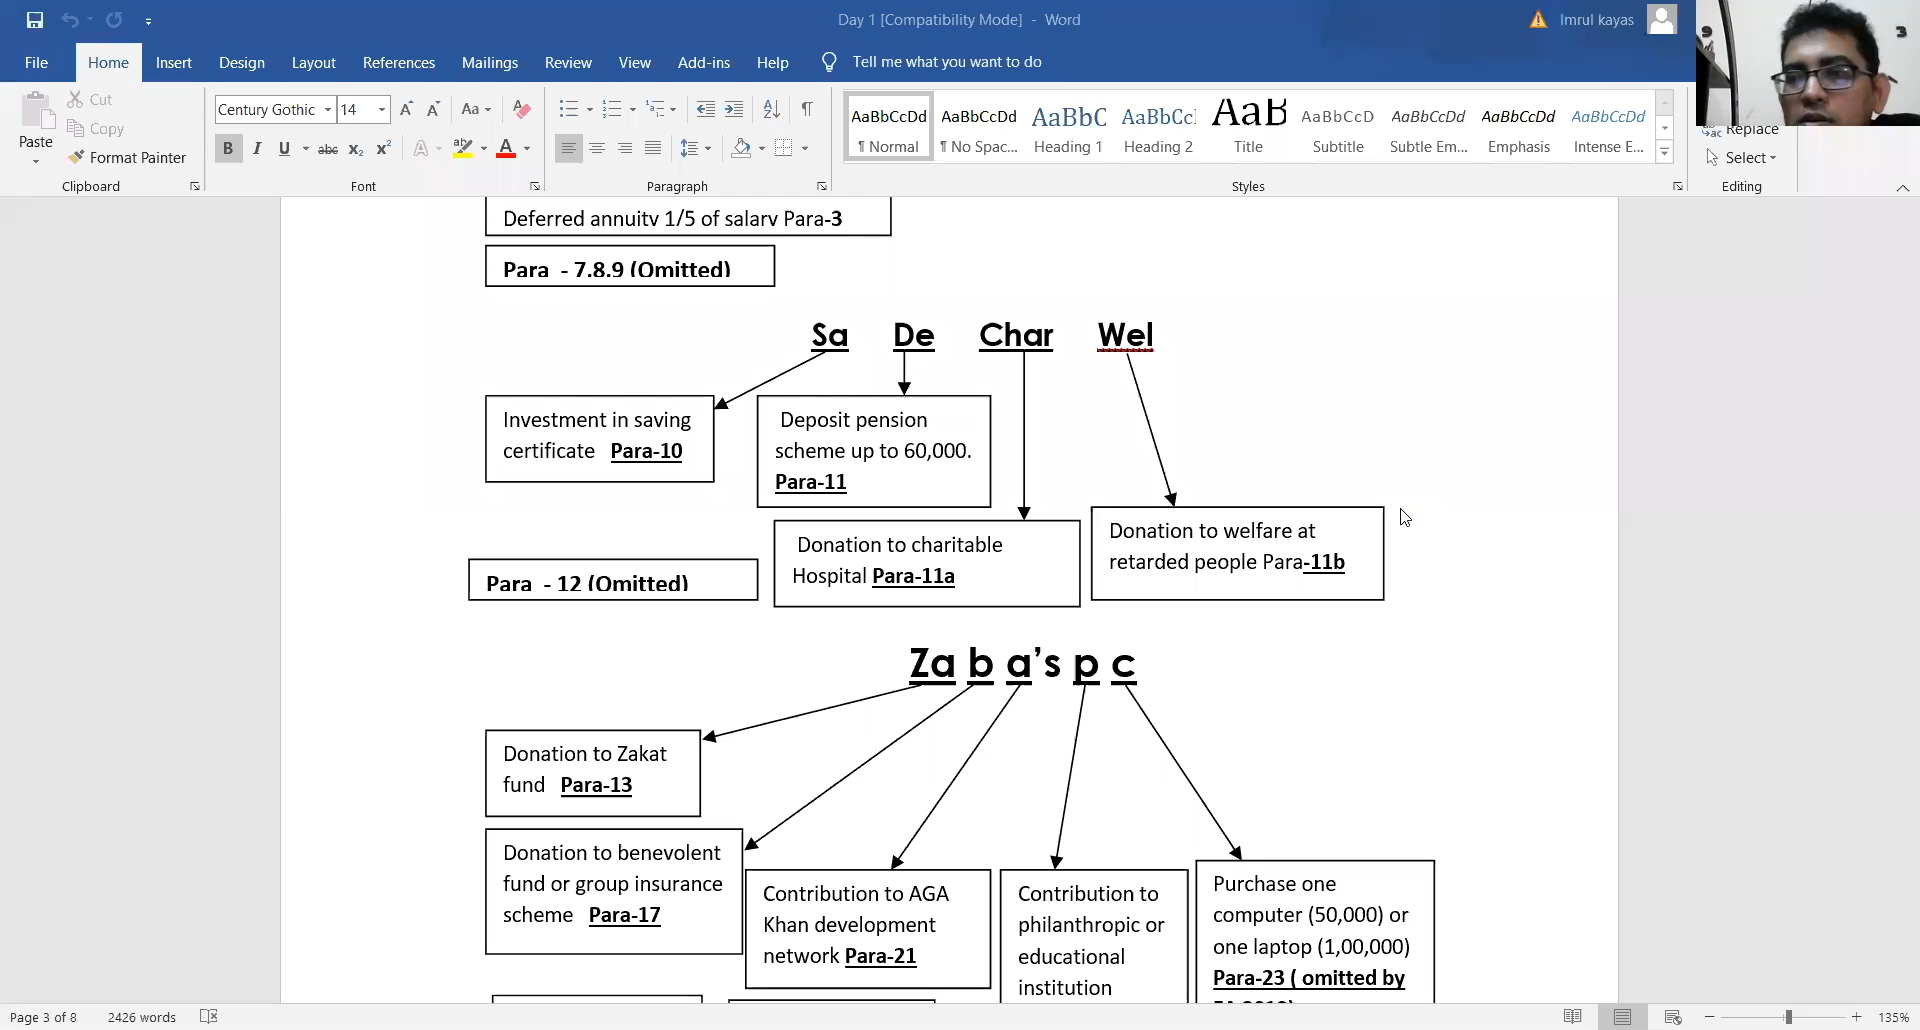 Day 1 [Compatibility Mode] - Word
Imrul kayas
File Home Insert Design Layout References Mailings Review View Add-ins Help Tell me what you want to do
Cut
Copy
Paste
Format Painter
Clipboard
Century Gothic 14
Font
Paragraph
AaBbCcDd AaBbCcDd AaBbC AaBbCcl AaB AaBbCcD AaBbCcDd AaBbCcDd AaBbCcDd
¶ Normal ¶ No Spac... Heading 1 Heading 2 Title Subtitle Subtle Em... Emphasis Intense E...
Styles
Replace
Select
Editing
9 3
Deferred annuity 1/5 of salary Para-3
Para - 7,8,9 (Omitted)
Sa De Char Wel
Investment in saving
certificate Para-10
Deposit pension
scheme up to 60,000.
Para-11
Donation to charitable
Hospital Para-11a
Donation to welfare at
retarded people Para-11b
Para - 12 (Omitted)
Za b a's p c
Donation to Zakat
fund Para-13
Donation to benevolent
fund or group insurance
scheme Para-17
Contribution to AGA
Khan development
network Para-21
Contribution to
philanthropic or
educational
institution
Purchase one
computer (50,000) or
one laptop (1,00,000)
Para-23 ( omitted by
Page 3 of 8 2426 words
135%